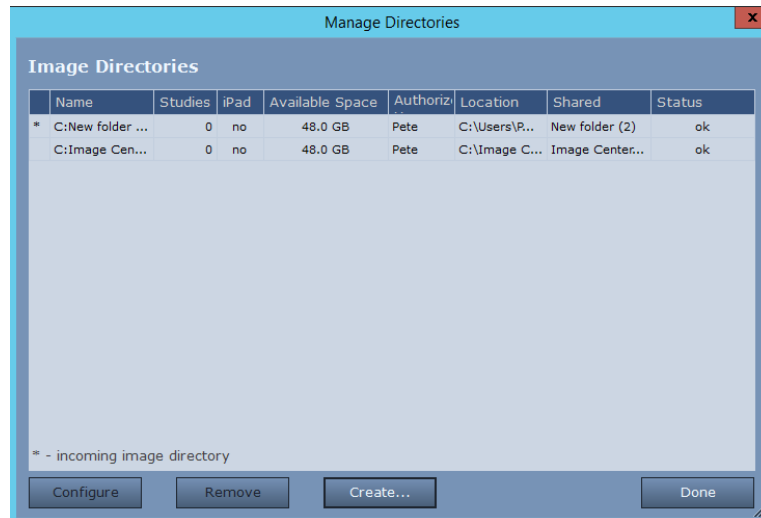 Manage Directories
x
Image Directories
Name Studies iPad Available Space Authoriz Location Shared Status
* C:New folder ... 0 no 48.0 GB Pete C:\Users\P... New folder (2) ok
C:Image Cen... 0 no 48.0 GB Pete C:\Image C... Image Center... ok
* - incoming image directory
Configure Remove Create... Done